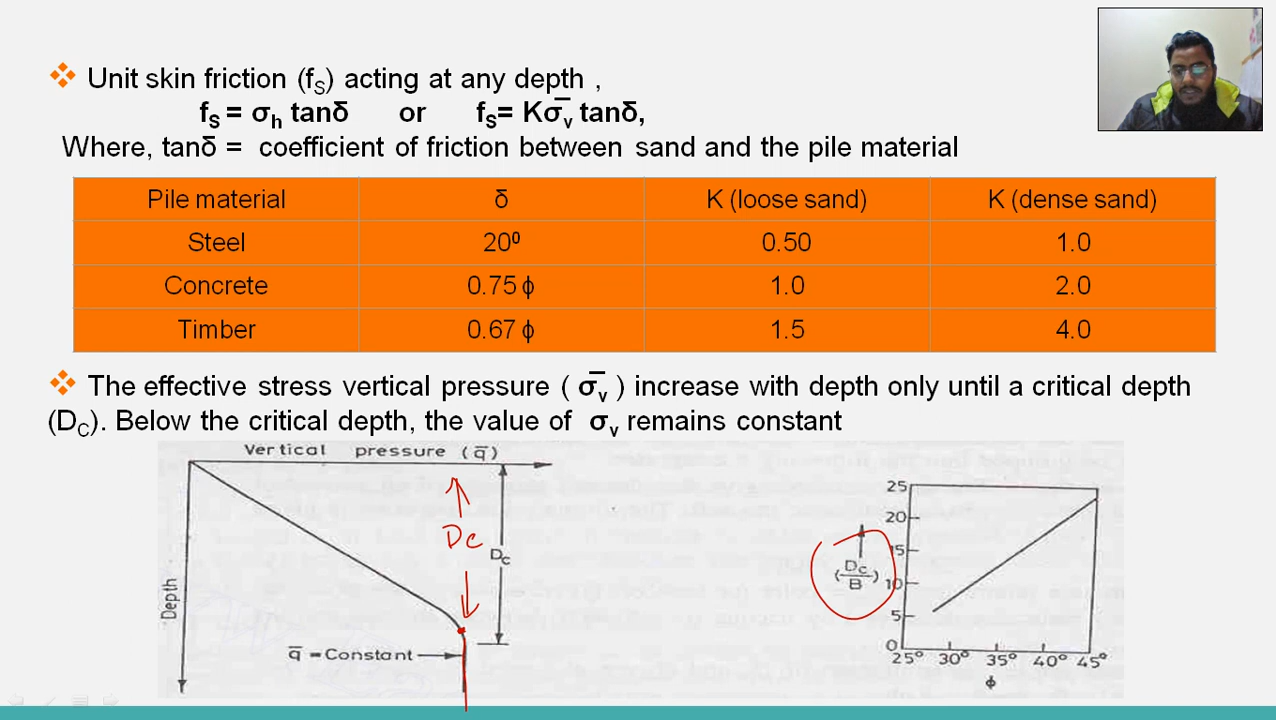 ❖ Unit skin friction (fS) acting at any depth ,
fS = σh tanδ or fS= Kσ̄v tanδ,
Where, tanδ = coefficient of friction between sand and the pile material
Pile material δ K (loose sand) K (dense sand)
Steel 20⁰ 0.50 1.0
Concrete 0.75 ϕ 1.0 2.0
Timber 0.67 ϕ 1.5 4.0
❖ The effective stress vertical pressure ( σ̄v ) increase with depth only until a critical depth
(DC). Below the critical depth, the value of σv remains constant
Vertical pressure (q̄)
Dc
Dc
Depth
q̄ = Constant
25
20
15
(Dc/B)
10
5
0
25° 30° 35° 40° 45°
ϕ